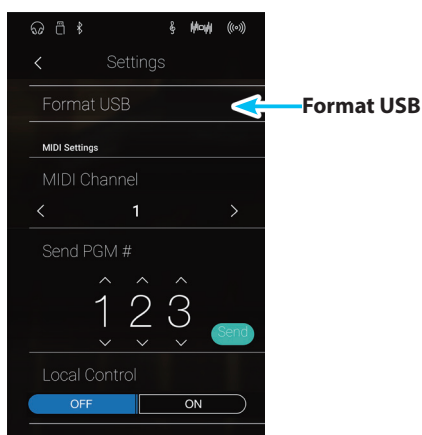 Settings
Format USB
Format USB
MIDI Settings
MIDI Channel
1
Send PGM #
1 2 3
Send
Local Control
OFF ON